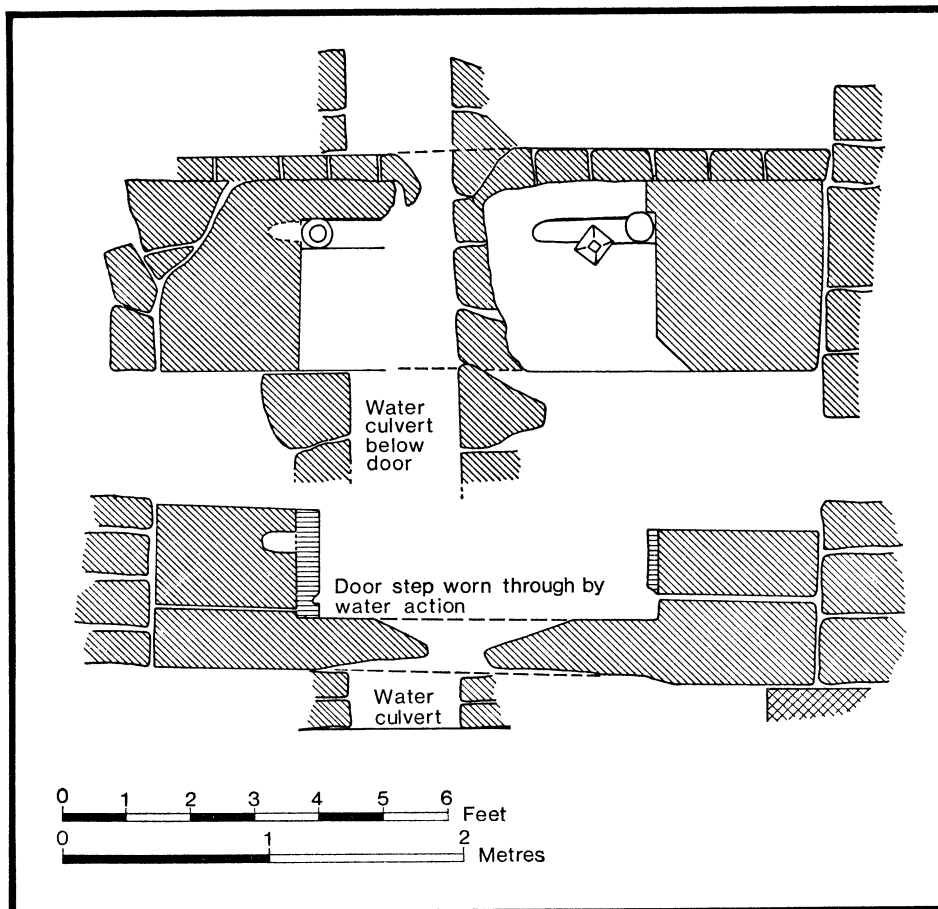 Water
culvert
below
door
Door step worn through by
water action
Water
culvert
0 1 2 3 4 5 6 Feet
0 1 2 Metres